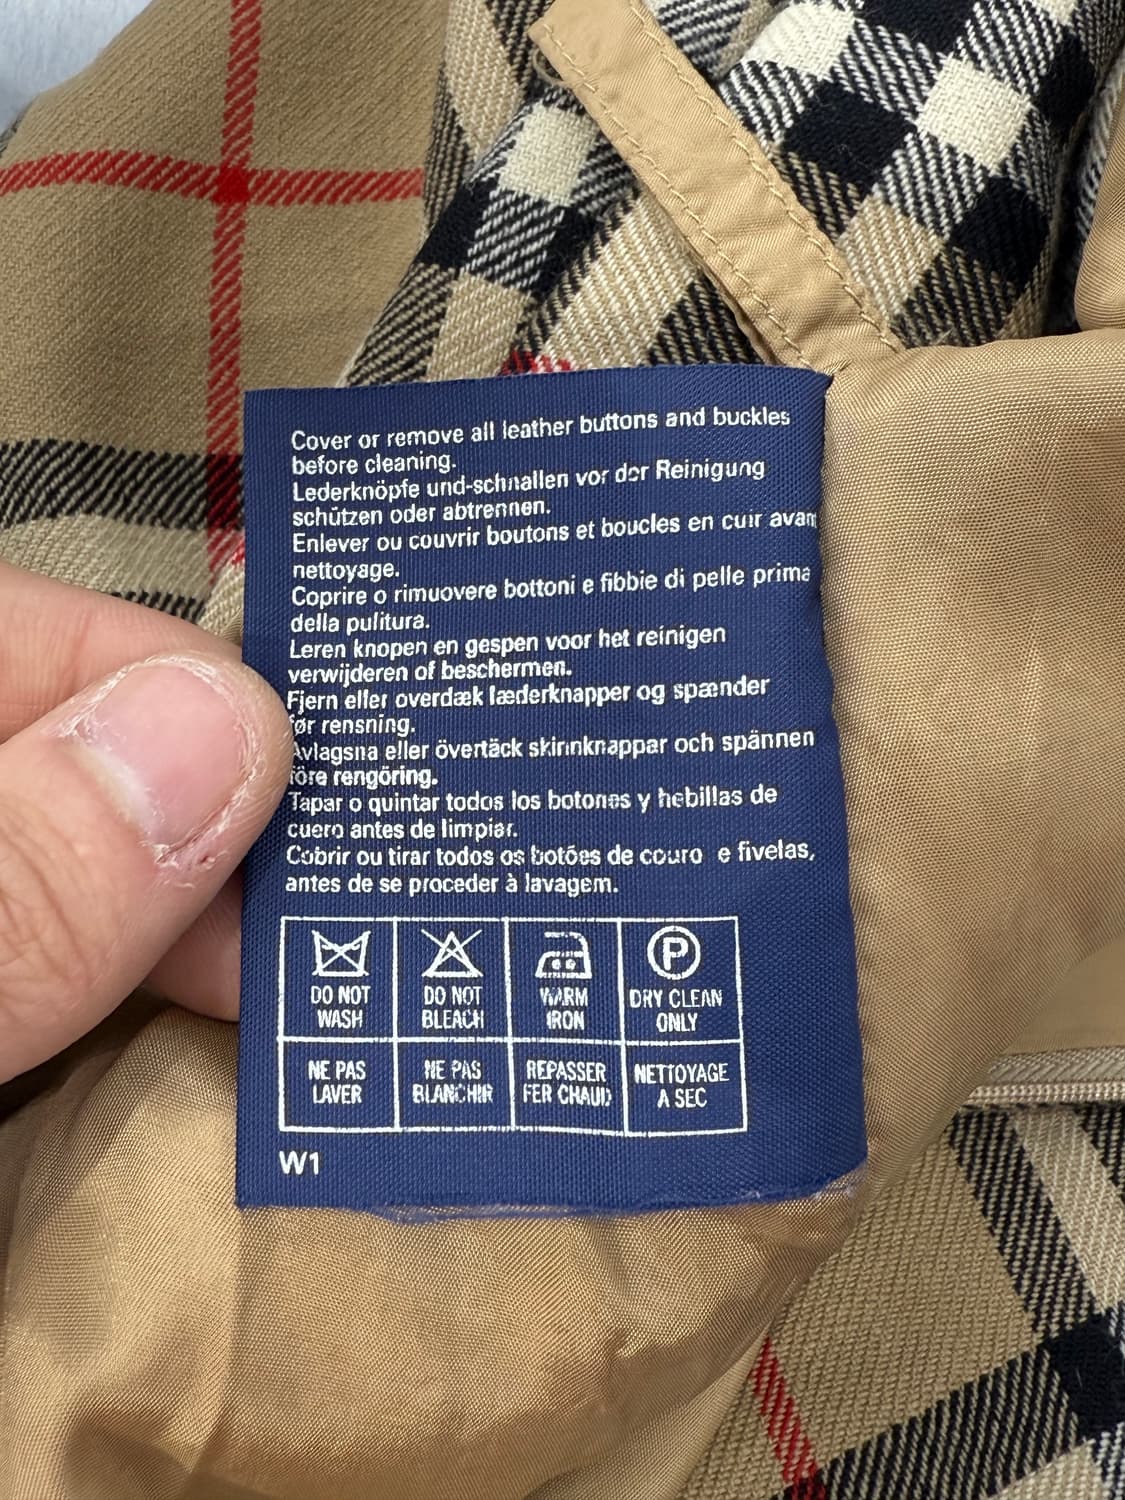 Cover or remove all leather buttons and buckles
before cleaning.
Lederknöpfe und-schnallen vor der Reinigung
schützen oder abtrennen.
Enlever ou couvrir boutons et boucles en cuir avant
nettoyage.
Coprire o rimuovere bottoni e fibbie di pelle prima
della pulitura.
Leren knopen en gespen voor het reinigen
verwijderen of beschermen.
Fjern eller overdæk læderknapper og spænder
før rensning.
Avlagsna eller övertäck skinnknappar och spännen
före rengöring.
Tapar o quintar todos los botones y hebillas de
cuero antes de limpiar.
Cobrir ou tirar todos os botões de couro e fivelas,
antes de se proceder à lavagem.
P
DO NOT WASH
DO NOT BLEACH
WARM IRON
DRY CLEAN ONLY
NE PAS LAVER
NE PAS BLANCHIR
REPASSER FER CHAUD
NETTOYAGE A SEC
W1